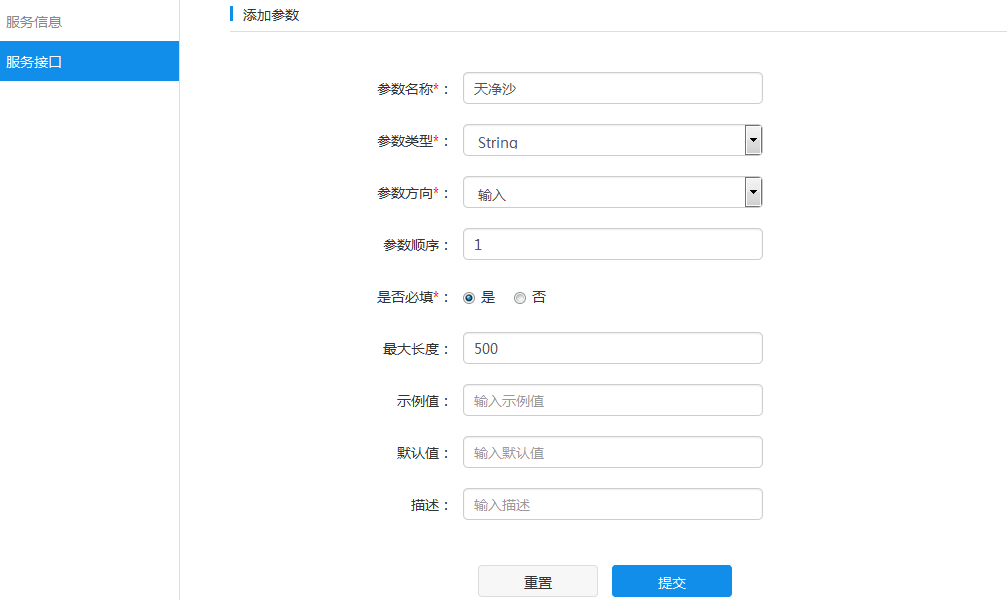 服务信息
服务接口
添加参数
参数名称*： 天净沙
参数类型*： String
参数方向*： 输入
参数顺序： 1
是否必填*： 是 否
最大长度： 500
示例值： 输入示例值
默认值： 输入默认值
描述： 输入描述
重置 提交